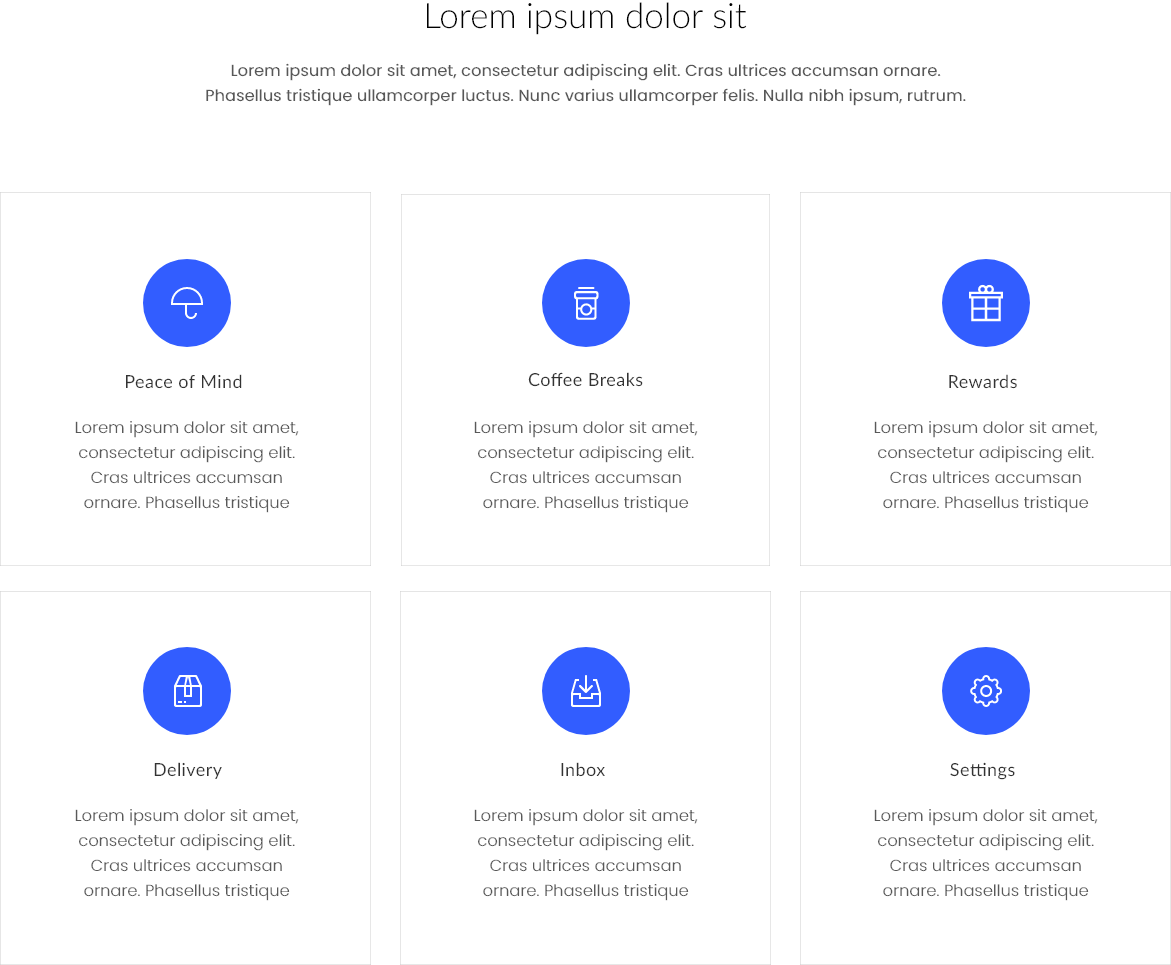 Lorem ipsum dolor sit
Lorem ipsum dolor sit amet, consectetur adipiscing elit. Cras ultrices accumsan ornare.
Phasellus tristique ullamcorper luctus. Nunc varius ullamcorper felis. Nulla nibh ipsum, rutrum.
Peace of Mind
Lorem ipsum dolor sit amet,
consectetur adipiscing elit.
Cras ultrices accumsan
ornare. Phasellus tristique
Coffee Breaks
Lorem ipsum dolor sit amet,
consectetur adipiscing elit.
Cras ultrices accumsan
ornare. Phasellus tristique
Rewards
Lorem ipsum dolor sit amet,
consectetur adipiscing elit.
Cras ultrices accumsan
ornare. Phasellus tristique
Delivery
Lorem ipsum dolor sit amet,
consectetur adipiscing elit.
Cras ultrices accumsan
ornare. Phasellus tristique
Inbox
Lorem ipsum dolor sit amet,
consectetur adipiscing elit.
Cras ultrices accumsan
ornare. Phasellus tristique
Settings
Lorem ipsum dolor sit amet,
consectetur adipiscing elit.
Cras ultrices accumsan
ornare. Phasellus tristique